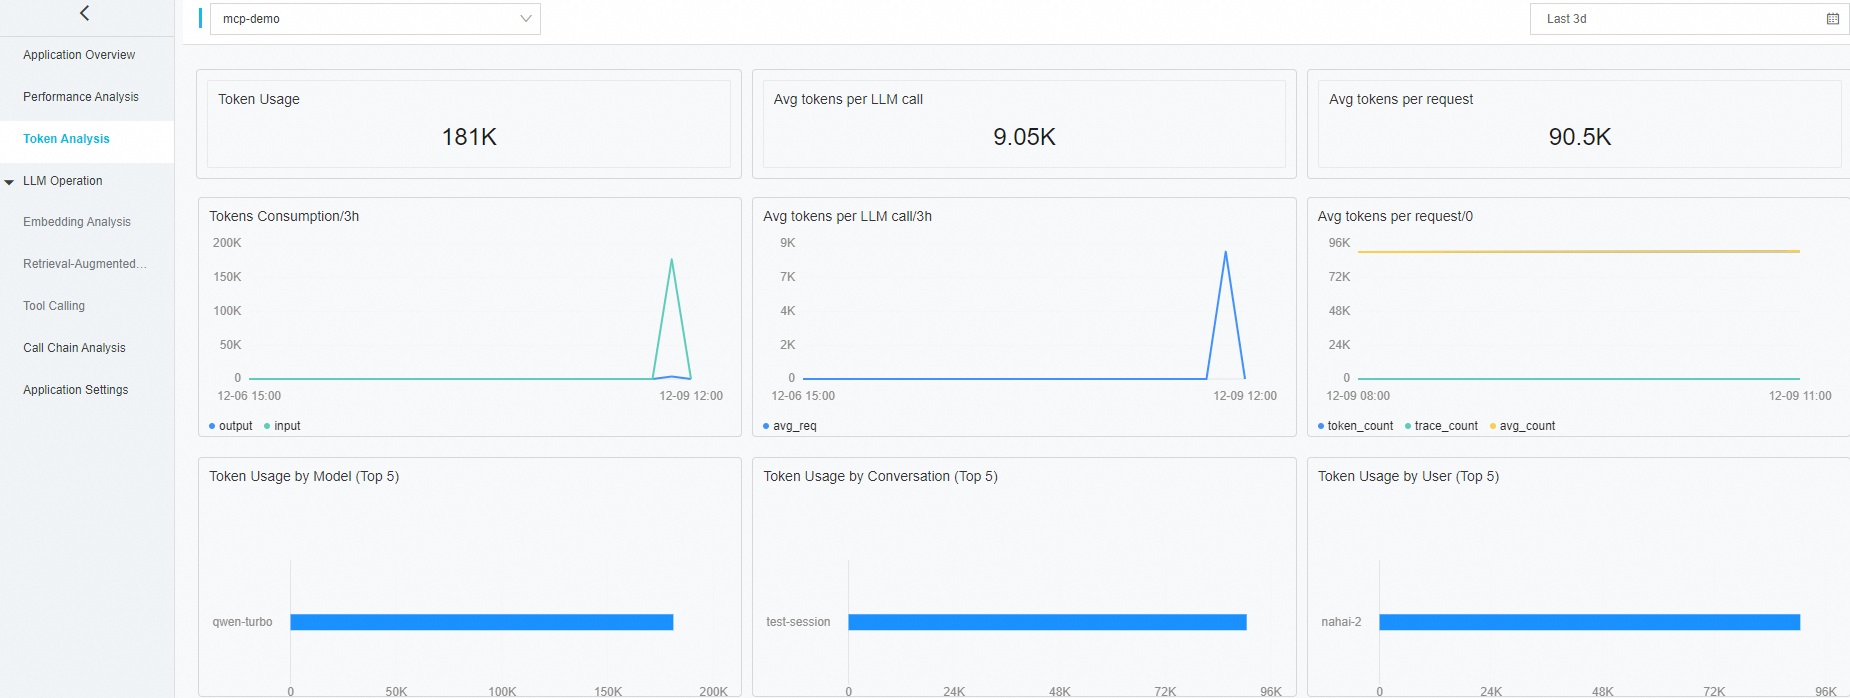 mcp-demo
Last 3d
Application Overview
Performance Analysis
Token Analysis
LLM Operation
Embedding Analysis
Retrieval-Augmented...
Tool Calling
Call Chain Analysis
Application Settings
Token Usage
181K
Avg tokens per LLM call
9.05K
Avg tokens per request
90.5K
Tokens Consumption/3h
200K
150K
100K
50K
0
12-06 15:00
12-09 12:00
output
input
Avg tokens per LLM call/3h
9K
7K
4K
2K
0
12-06 15:00
12-09 12:00
avg_req
Avg tokens per request/0
96K
72K
48K
24K
0
12-09 08:00
12-09 11:00
token_count
trace_count
avg_count
Token Usage by Model (Top 5)
qwen-turbo
0
50K
100K
150K
200K
Token Usage by Conversation (Top 5)
test-session
0
24K
48K
72K
96K
Token Usage by User (Top 5)
nahai-2
0
24K
48K
72K
96K